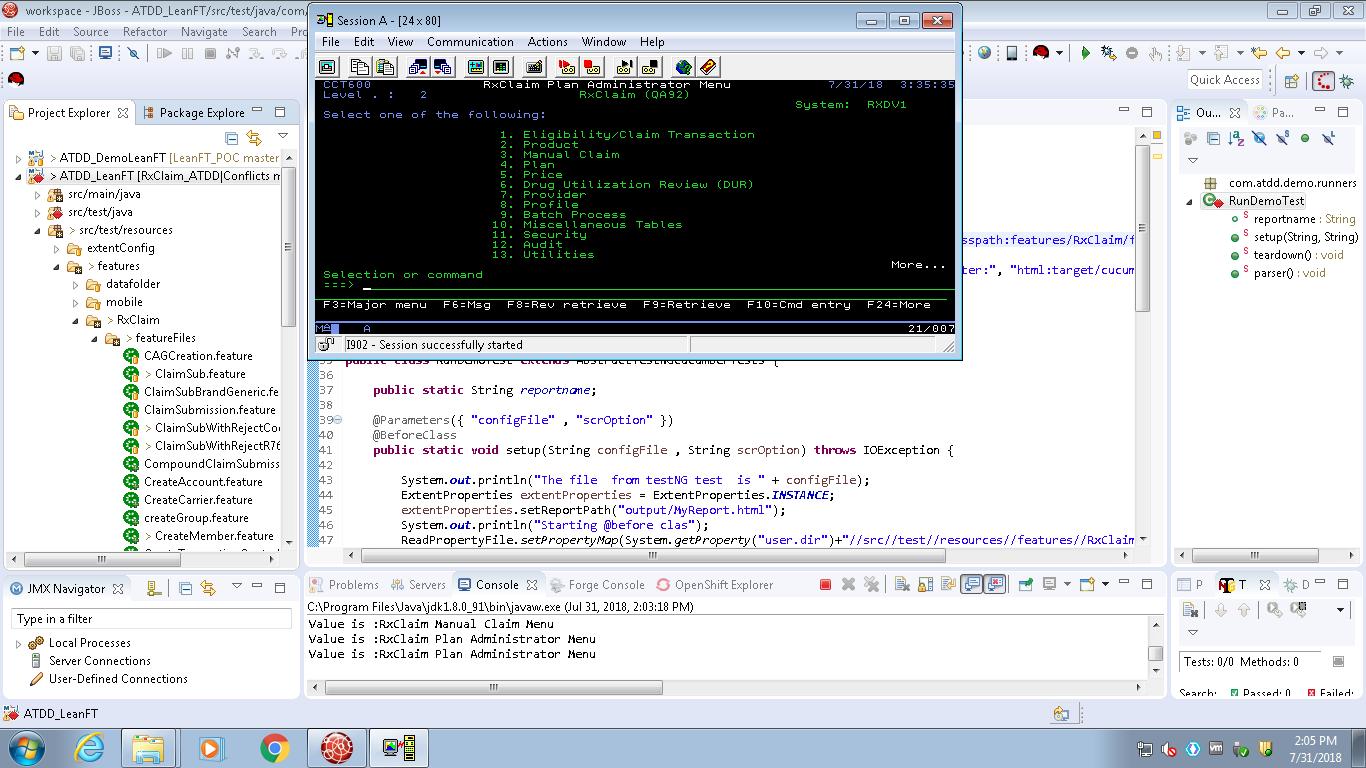 workspace - JBoss - ATDD_LeanFT/src/test/java/com/
File Edit Source Refactor Navigate Search Pro
Quick Access
Session A - [24 x 80]
File Edit View Communication Actions Window Help
CCT600 RxClaim Plan Administrator Menu 7/31/18 3:35:35
Level . : 2 RxClaim (QA92)
System: RXDV1
Select one of the following:
1. Eligibility/Claim Transaction
2. Product
3. Manual Claim
4. Plan
5. Price
6. Drug Utilization Review (DUR)
7. Provider
8. Profile
9. Batch Process
10. Miscellaneous Tables
11. Security
12. Audit
13. Utilities
More...
Selection or command
===>
F3=Major menu F6=Msg F8=Rev retrieve F9=Retrieve F10=Cmd entry F24=More
MA A 21/007
I902 - Session successfully started
Project Explorer Package Explore
> ATDD_DemoLeanFT [LeanFT_POC master
> ATDD_LeanFT [RxClaim_ATDD|Conflicts m
src/main/java
src/test/java
> src/test/resources
extentConfig
> features
datafolder
mobile
> RxClaim
> featureFiles
CAGCreation.feature
> ClaimSub.feature
ClaimSubBrandGeneric.fe
ClaimSubmission.feature
> ClaimSubWithRejectCo
> ClaimSubWithRejectR76
CompoundClaimSubmiss
CreateAccount.feature
CreateCarrier.feature
createGroup.feature
> CreateMember.feature
sspath:features/RxClaim/f
ter:", "html:target/cucum
35 public class RunDemoTest extends AbstractTestNGCucumberTests {
36
37 public static String reportname;
38
39 @Parameters({ "configFile" , "scrOption" })
40 @BeforeClass
41 public static void setup(String configFile , String scrOption) throws IOException {
42
43 System.out.println("The file from testNG test is " + configFile);
44 ExtentProperties extentProperties = ExtentProperties.INSTANCE;
45 extentProperties.setReportPath("output/MyReport.html");
46 System.out.println("Starting @before clas");
47 ReadPropertyFile.setPropertyMap(System.getProperty("user.dir")+"//src//test//resources//features//RxClaim
Ou... Pa...
com.atdd.demo.runners
RunDemoTest
reportname : String
setup(String, String)
teardown() : void
parser() : void
JMX Navigator
Type in a filter
Local Processes
Server Connections
User-Defined Connections
Problems Servers Console Forge Console OpenShift Explorer
C:\Program Files\Java\jdk1.8.0_91\bin\javaw.exe (Jul 31, 2018, 2:03:18 PM)
Value is :RxClaim Manual Claim Menu
Value is :RxClaim Plan Administrator Menu
Value is :RxClaim Plan Administrator Menu
P T D
Tests: 0/0 Methods: 0
Search: Passed: 0 Failed:
ATDD_LeanFT
2:05 PM
7/31/2018